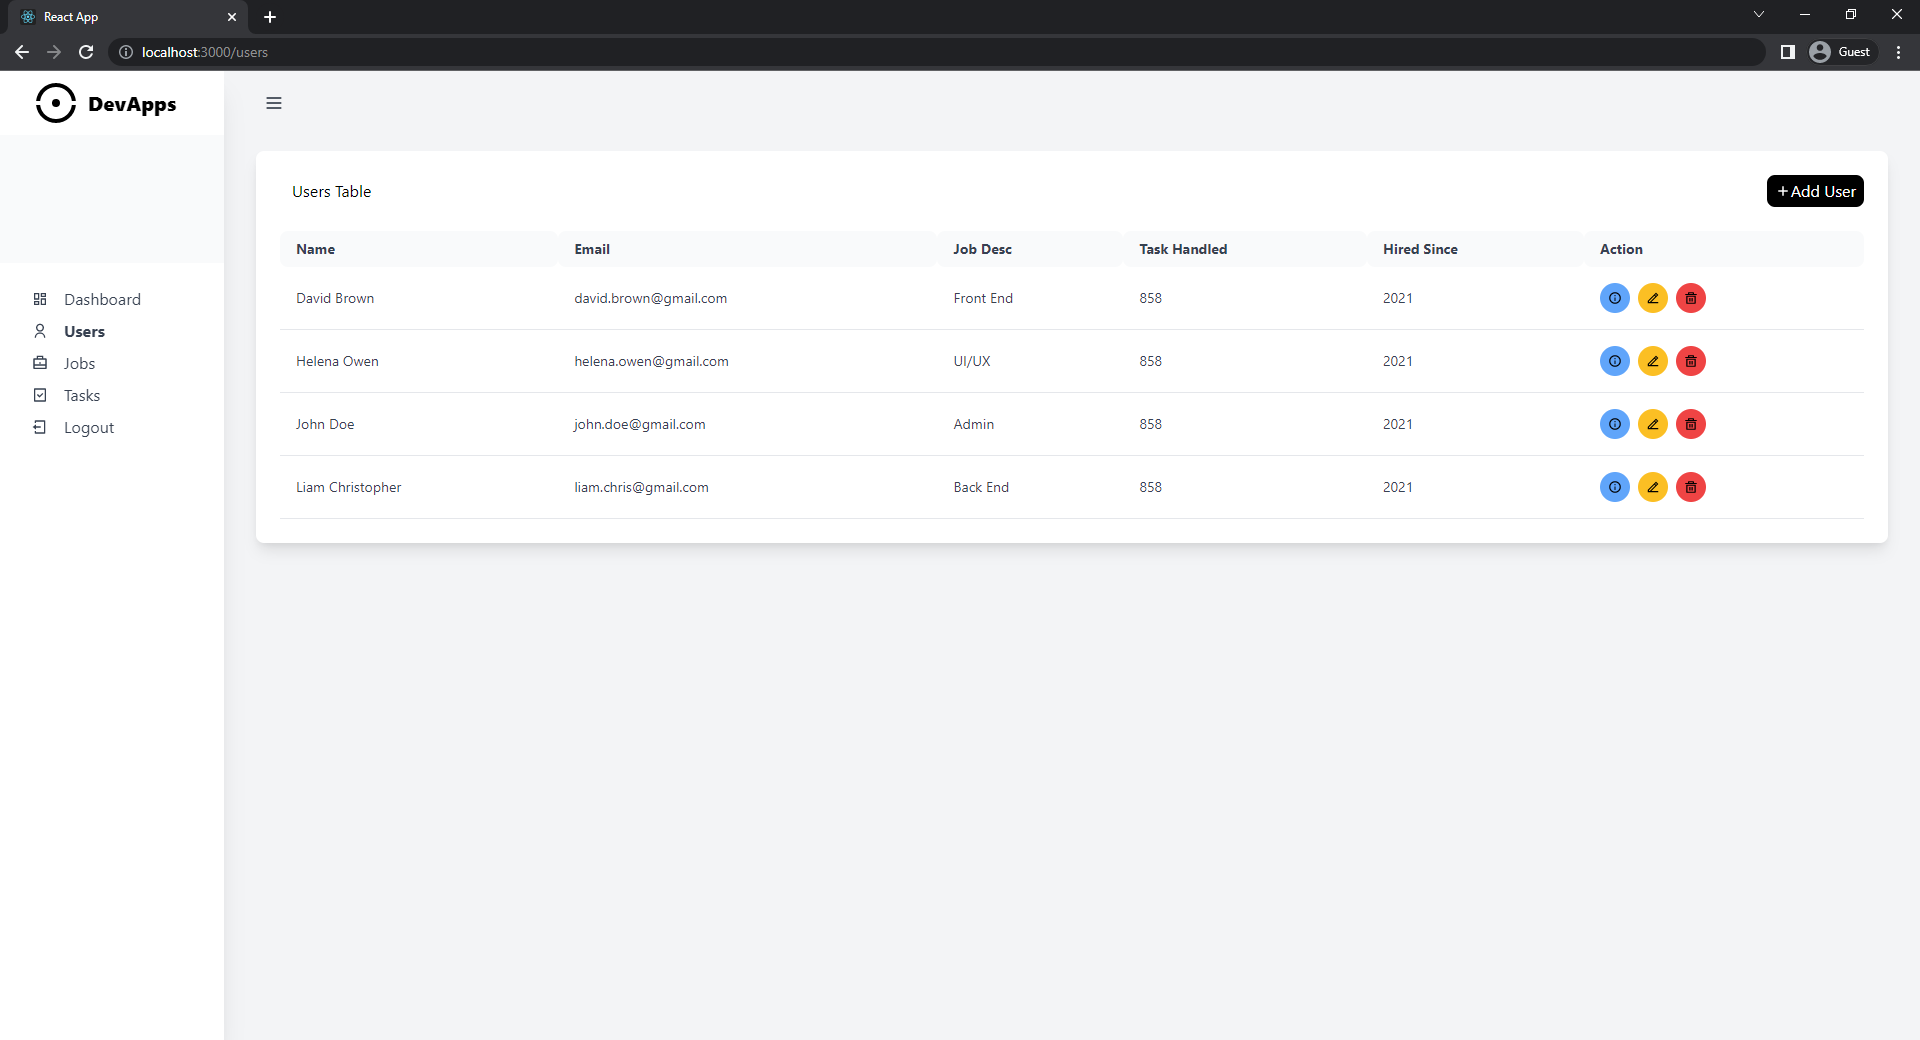 React App
localhost:3000/users
Guest
DevApps
Dashboard
Users
Jobs
Tasks
Logout
Users Table
+ Add User
Name Email Job Desc Task Handled Hired Since Action
David Brown david.brown@gmail.com Front End 858 2021
Helena Owen helena.owen@gmail.com UI/UX 858 2021
John Doe john.doe@gmail.com Admin 858 2021
Liam Christopher liam.chris@gmail.com Back End 858 2021